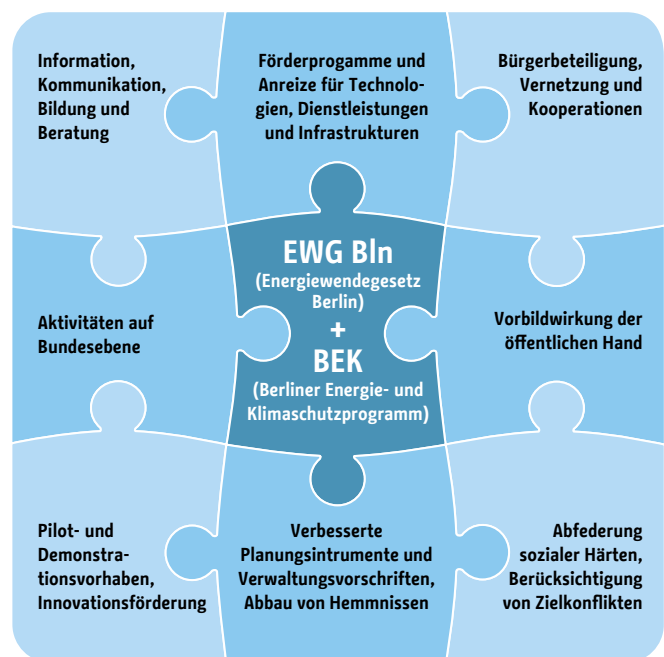 Information,
Kommunikation,
Bildung und
Beratung
Förderprogamme und
Anreize für Technolo-
gien, Dienstleistungen
und Infrastrukturen
Bürgerbeteiligung,
Vernetzung und
Kooperationen
Aktivitäten auf
Bundesebene
EWG Bln
(Energiewendegesetz
Berlin)
+
BEK
(Berliner Energie- und
Klimaschutzprogramm)
Vorbildwirkung der
öffentlichen Hand
Pilot- und
Demonstra-
tionsvorhaben,
Innovationsförderung
Verbesserte
Planungsintrumente und
Verwaltungsvorschriften,
Abbau von Hemmnissen
Abfederung
sozialer Härten,
Berücksichtigung
von Zielkonflikten